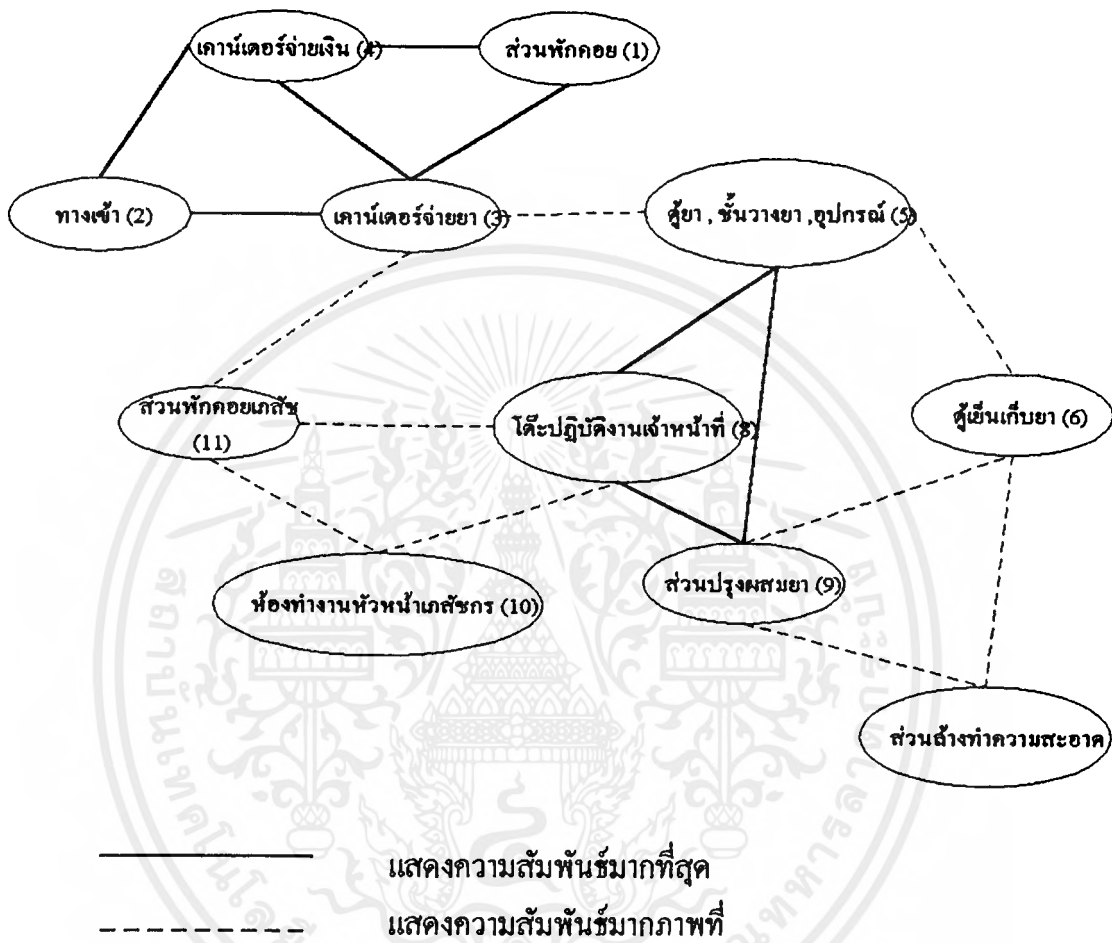 เคาน์เตอร์จ่ายเงิน (4)
ส่วนพักคอย (1)
ทางเข้า (2)
เคาน์เตอร์จ่ายยา (3)
ตู้ยา , ชั้นวางยา ,อุปกรณ์ (5)
ส่วนพักคอยเภสัช
(11)
โต๊ะปฏิบัติงานเจ้าหน้าที่ (8)
ตู้เย็นเก็บยา (6)
ห้องทำงานหัวหน้าเภสัชกร (10)
ส่วนปรุงผสมยา (9)
ส่วนล้างทำความสะอาด
แสดงความสัมพันธ์มากที่สุด
แสดงความสัมพันธ์มากภาพที่